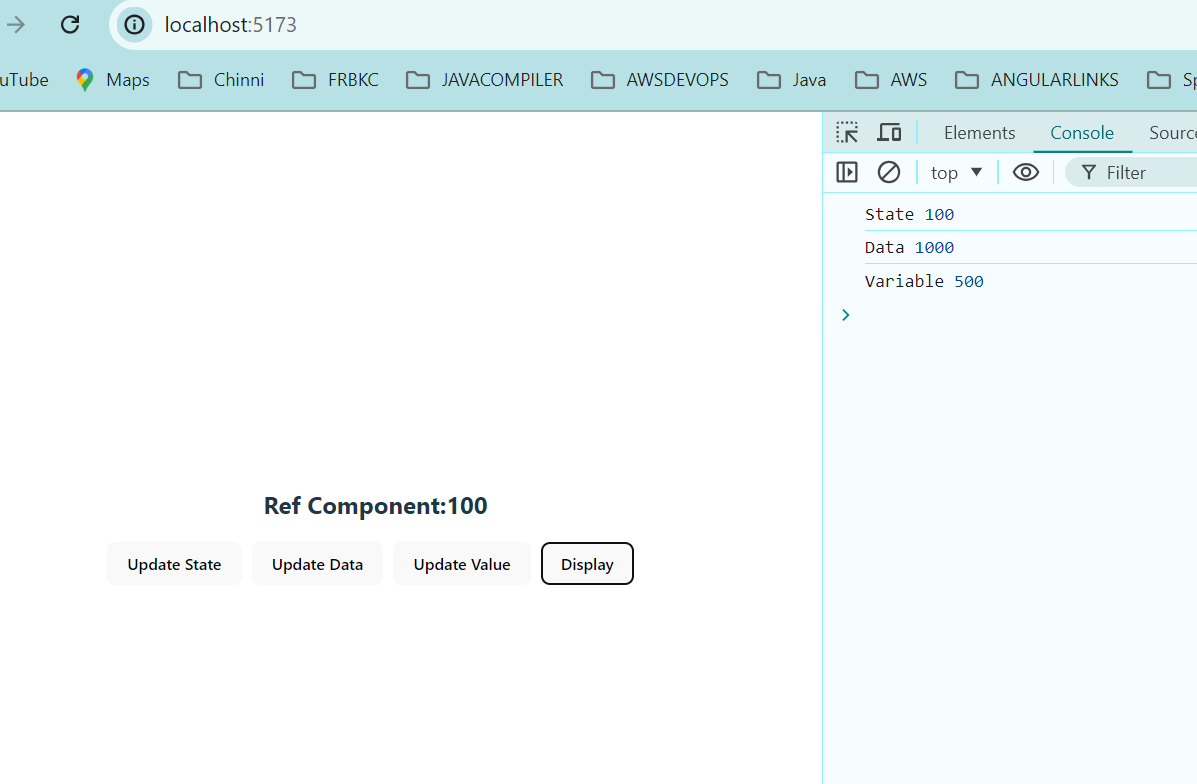 localhost:5173
uTube Maps Chinni FRBKC JAVACOMPILER AWSDEVOPS Java AWS ANGULARLINKS Sp
Elements Console Source
top Filter
State 100
Data 1000
Variable 500
Ref Component:100
Update State Update Data Update Value Display